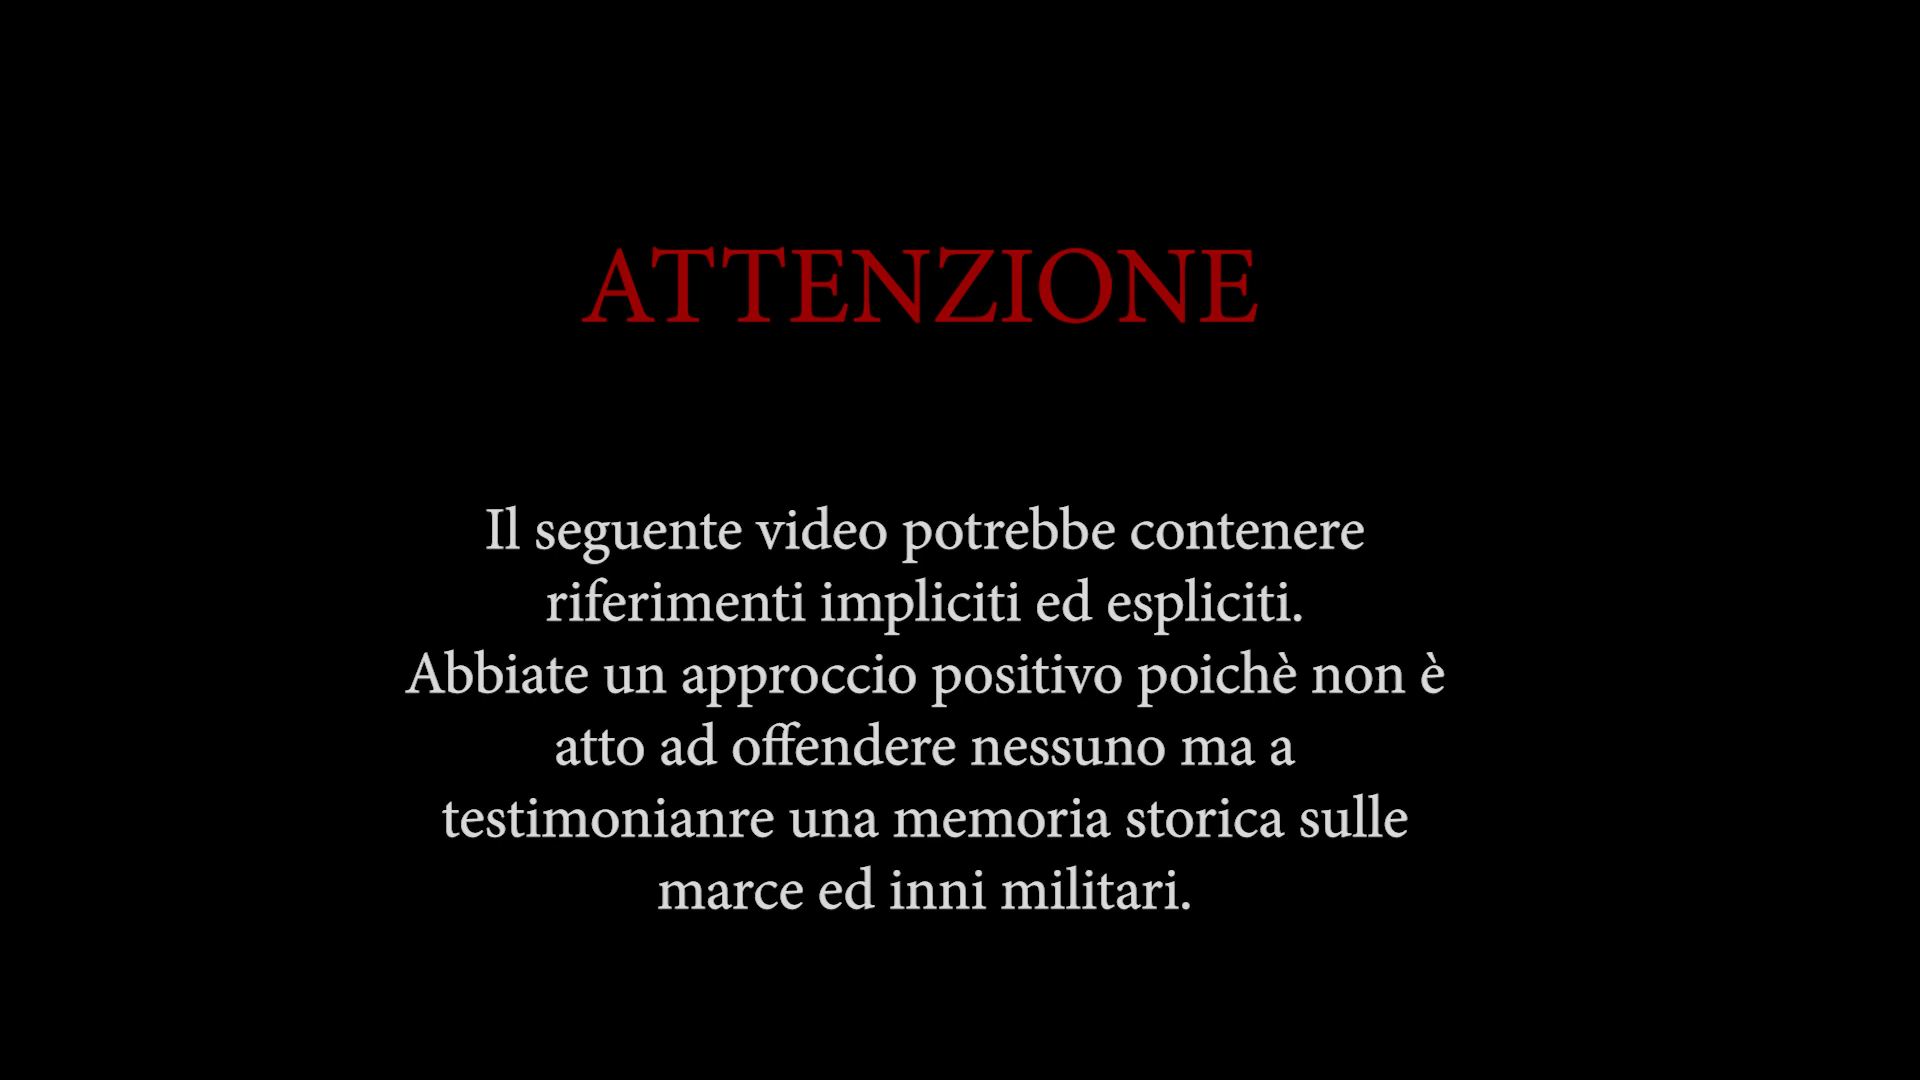 ATTENZIONE
Il seguente video potrebbe contenere
riferimenti impliciti ed espliciti.
Abbiate un approccio positivo poichè non è
atto ad offendere nessuno ma a
testimonianre una memoria storica sulle
marce ed inni militari.